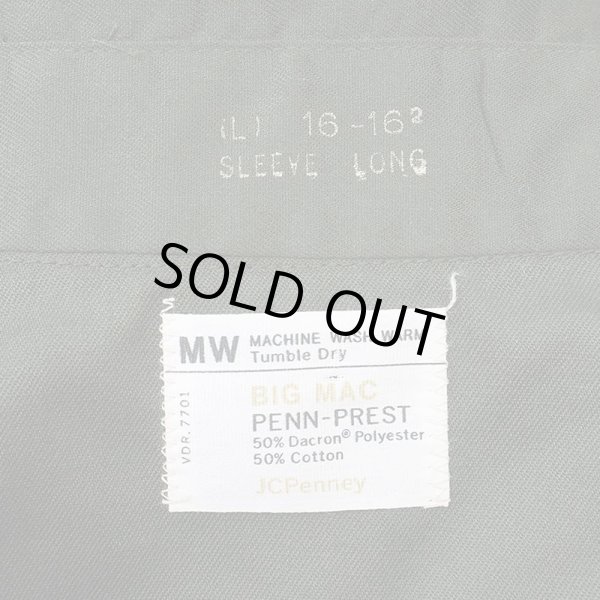 (L) 16-16²
SLEEVE LONG
SOLD OUT
MW MACHINE WASH WARM
Tumble Dry
VDR.7701
BIG MAC
PENN-PREST
50% Dacron® Polyester
50% Cotton
JCPenney